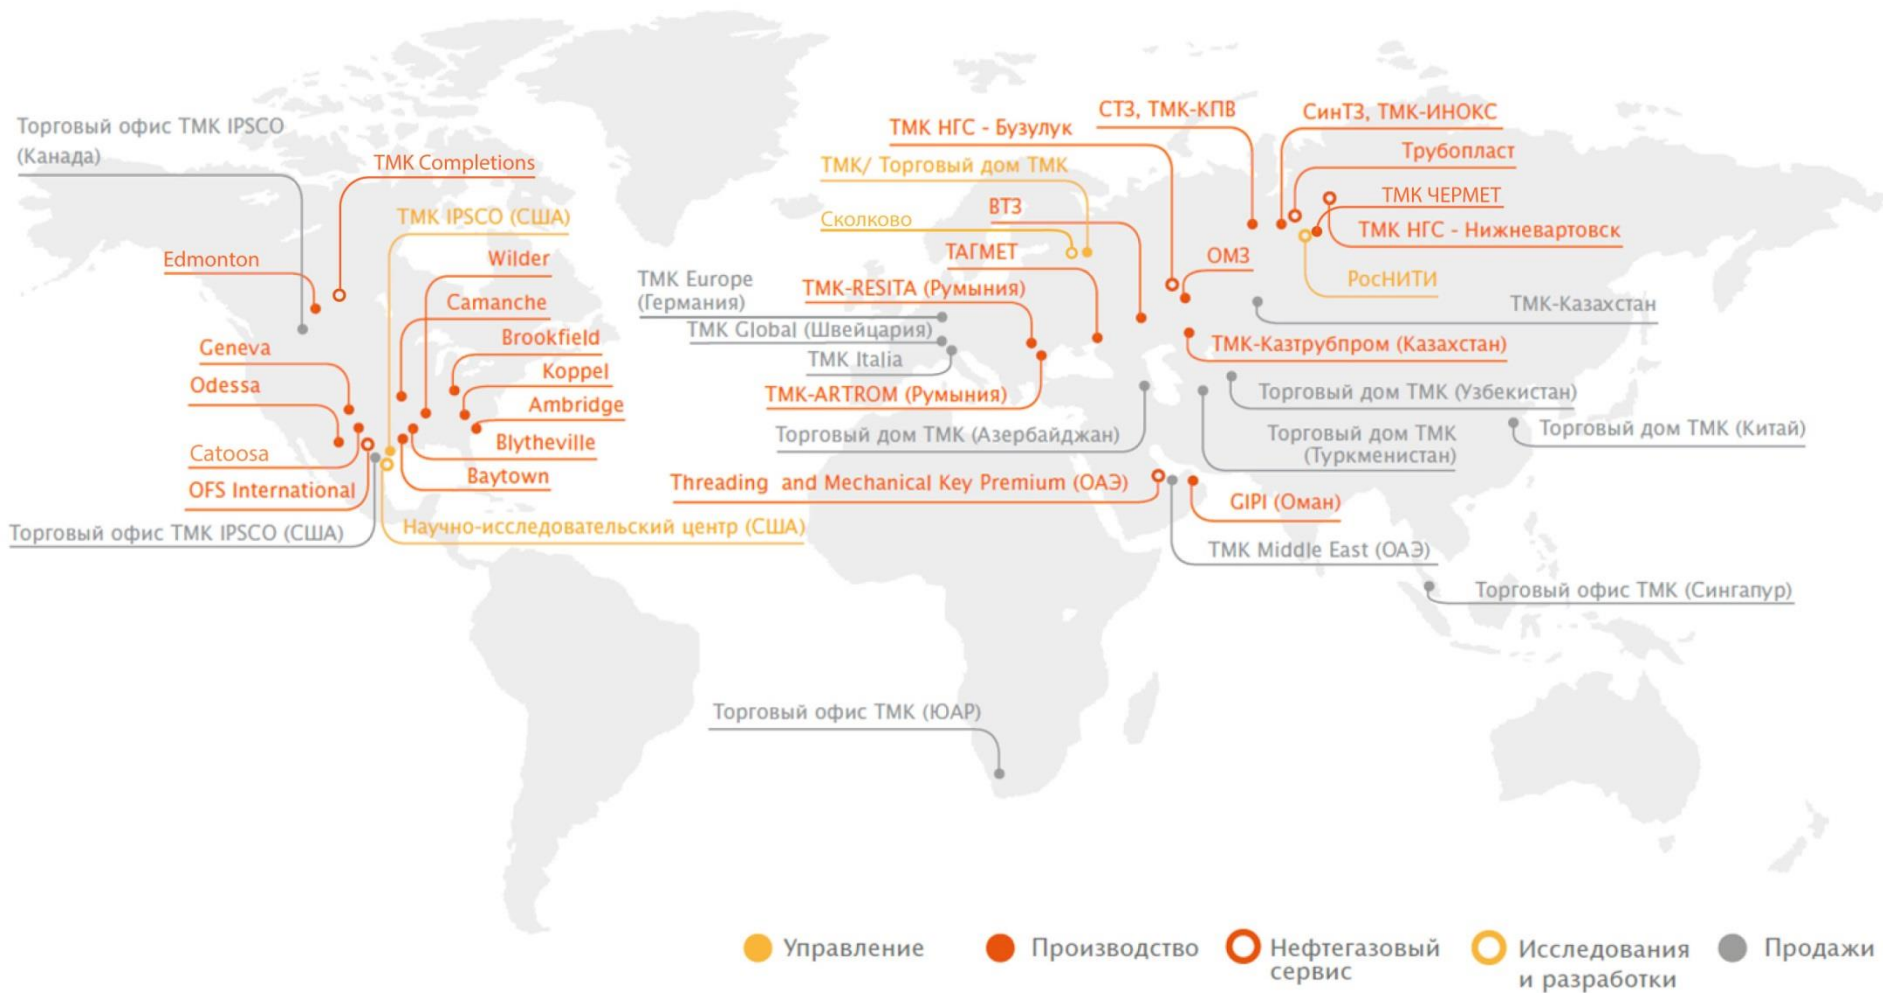 Торговый офис ТМК IPSCO
(Канада)
TMK Completions
ТМК IPSCO (США)
Edmonton
Wilder
Camanche
Brookfield
Geneva
Koppel
Odessa
Ambridge
Blytheville
Catoosa
Baytown
OFS International
Торговый офис ТМК IPSCO (США)
Научно-исследовательский центр (США)
ТМК НГС - Бузулук
СТЗ, ТМК-КПВ
СинТЗ, ТМК-ИНОКС
ТМК/ Торговый дом ТМК
Трубопласт
Сколково
ВТЗ
ТМК ЧЕРМЕТ
ТМК НГС - Нижневартовск
ТАГМЕТ
ОМЗ
TMK Europe
(Германия)
ТМК-RESITA (Румыния)
РосНИТИ
ТМК-Казахстан
TMK Global (Швейцария)
TMK Italia
ТМК-Казтрубпром (Казахстан)
ТМК-ARTROM (Румыния)
Торговый дом ТМК (Узбекистан)
Торговый дом ТМК (Азербайджан)
Торговый дом ТМК
(Туркменистан)
Торговый дом ТМК (Китай)
Threading and Mechanical Key Premium (ОАЭ)
GIPI (Оман)
TMK Middle East (ОАЭ)
Торговый офис ТМК (Сингапур)
Торговый офис ТМК (ЮАР)
Управление
Производство
Нефтегазовый
сервис
Исследования
и разработки
Продажи